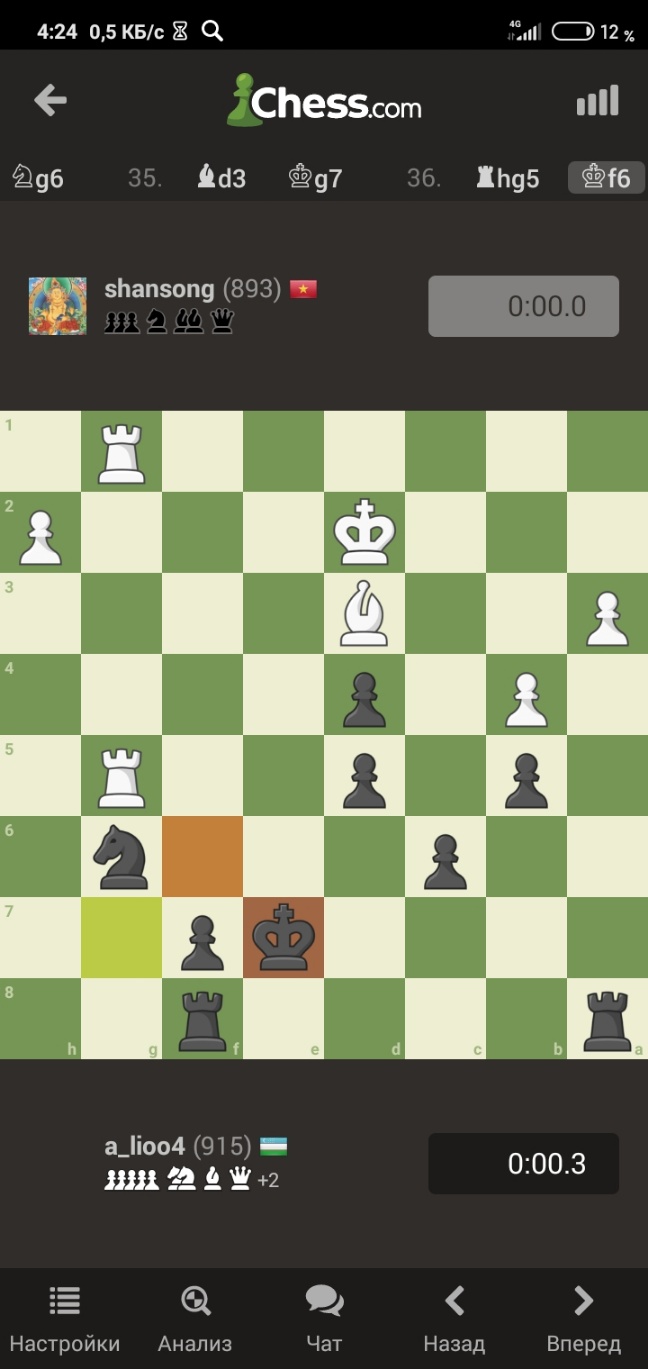 4:24 0,5 КБ/с 4G 12 %
Chess.com
g6 35. d3 g7 36. hg5 f6
shansong (893)
0:00.0
1
2
3
4
5
6
7
8
h g f e d c b a
a_lioo4 (915)
+2
0:00.3
Настройки Анализ Чат Назад Вперед